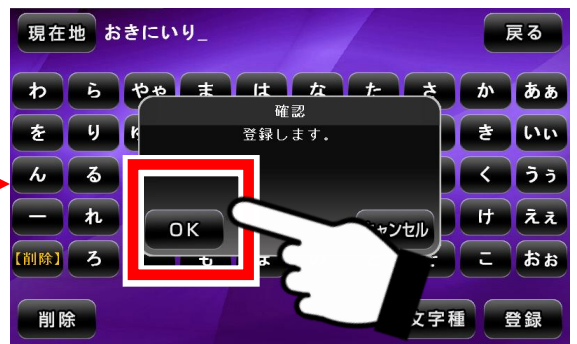 現在地 おきにいり_ 戻る
わ ら やゃ ま は な た さ か あぁ
確認
登録します。
を り き いぃ
ん る く うぅ
ー れ け えぇ
OK キャンセル
【削除】 ろ も こ おぉ
削除 文字種 登録